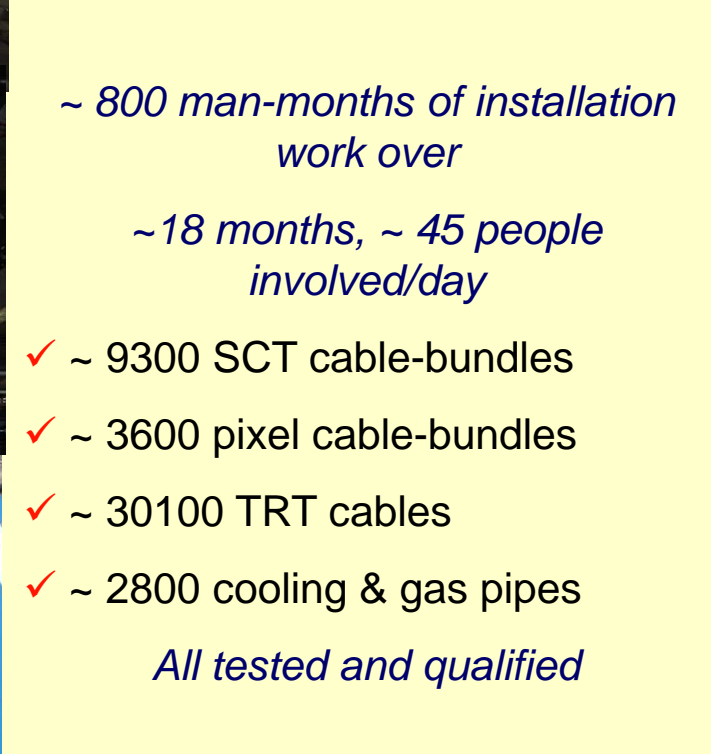 ~ 800 man-months of installation
work over
~18 months, ~ 45 people
involved/day
✓ ~ 9300 SCT cable-bundles
✓ ~ 3600 pixel cable-bundles
✓ ~ 30100 TRT cables
✓ ~ 2800 cooling & gas pipes
All tested and qualified